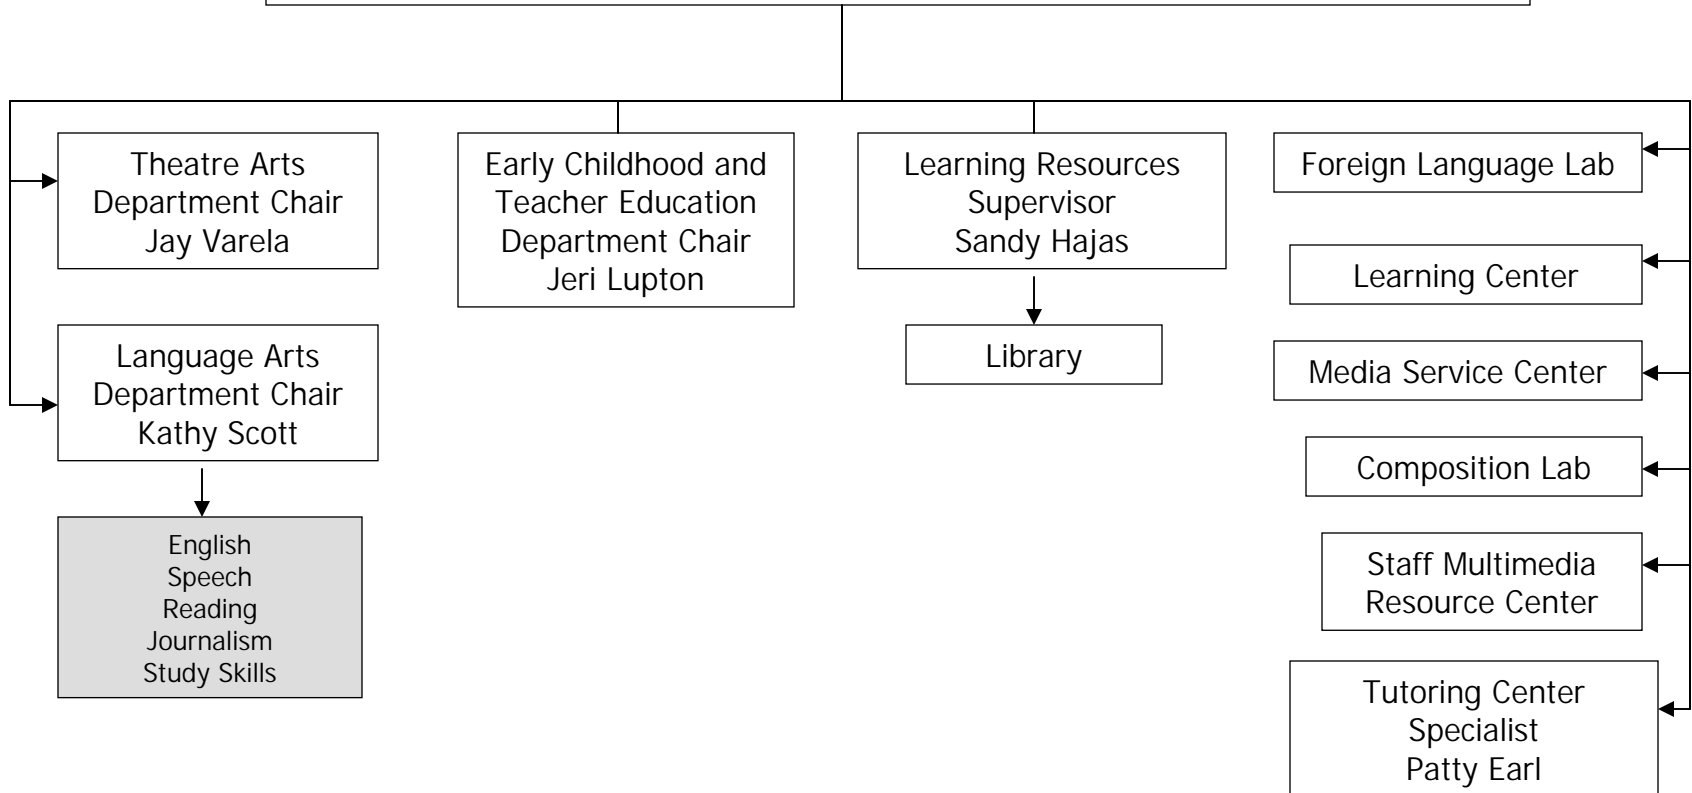 Theatre Arts
Department Chair
Jay Varela
Language Arts
Department Chair
Kathy Scott
English
Speech
Reading
Journalism
Study Skills
Early Childhood and
Teacher Education
Department Chair
Jeri Lupton
Learning Resources
Supervisor
Sandy Hajas
Library
Foreign Language Lab
Learning Center
Media Service Center
Composition Lab
Staff Multimedia
Resource Center
Tutoring Center
Specialist
Patty Earl